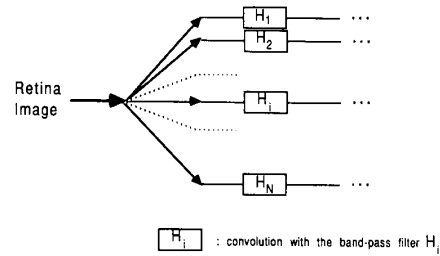 H1 ...
H2 ...
Retina
Image
Hi ...
HN ...
Hi : convolution with the band-pass filter Hi